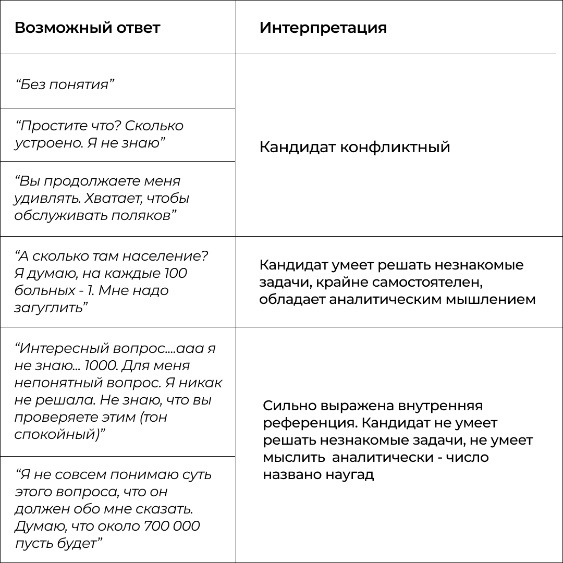 Возможный ответ
Интерпретация
“Без понятия”
“Простите что? Сколько
устроено. Я не знаю”
“Вы продолжаете меня
удивлять. Хватает, чтобы
обслуживать поляков”
Кандидат конфликтный
“А сколько там население?
Я думаю, на каждые 100
больных - 1. Мне надо
загуглить”
Кандидат умеет решать незнакомые
задачи, крайне самостоятелен,
обладает аналитическим мышлением
“Интересный вопрос....ааа я
не знаю... 1000. Для меня
непонятный вопрос. Я никак
не решала. Не знаю, что вы
проверяете этим (тон
спокойный)”
“Я не совсем понимаю суть
этого вопроса, что он
должен обо мне сказать.
Думаю, что около 700 000
пусть будет”
Сильно выражена внутренняя
референция. Кандидат не умеет
решать незнакомые задачи, не умеет
мыслить  аналитически - число
названо наугад